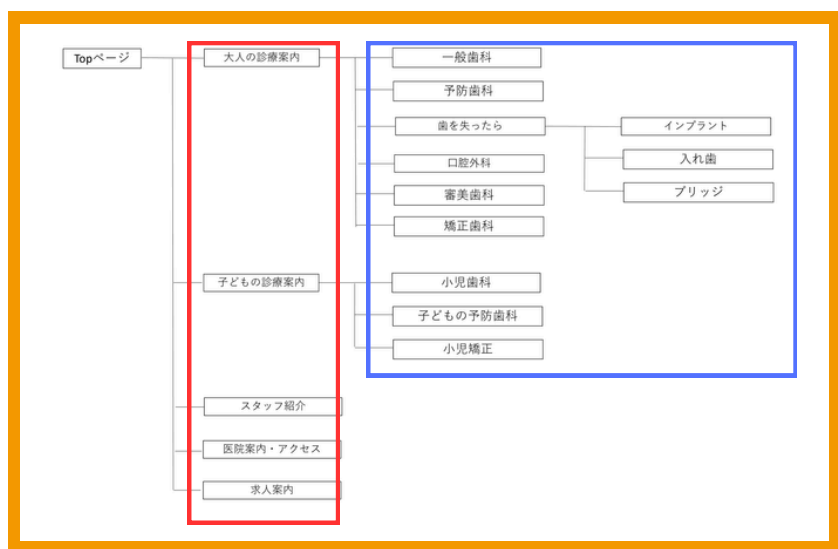 Topページ
大人の診療案内
一般歯科
予防歯科
歯を失ったら
インプラント
入れ歯
ブリッジ
口腔外科
審美歯科
矯正歯科
子どもの診療案内
小児歯科
子どもの予防歯科
小児矯正
スタッフ紹介
医院案内・アクセス
求人案内